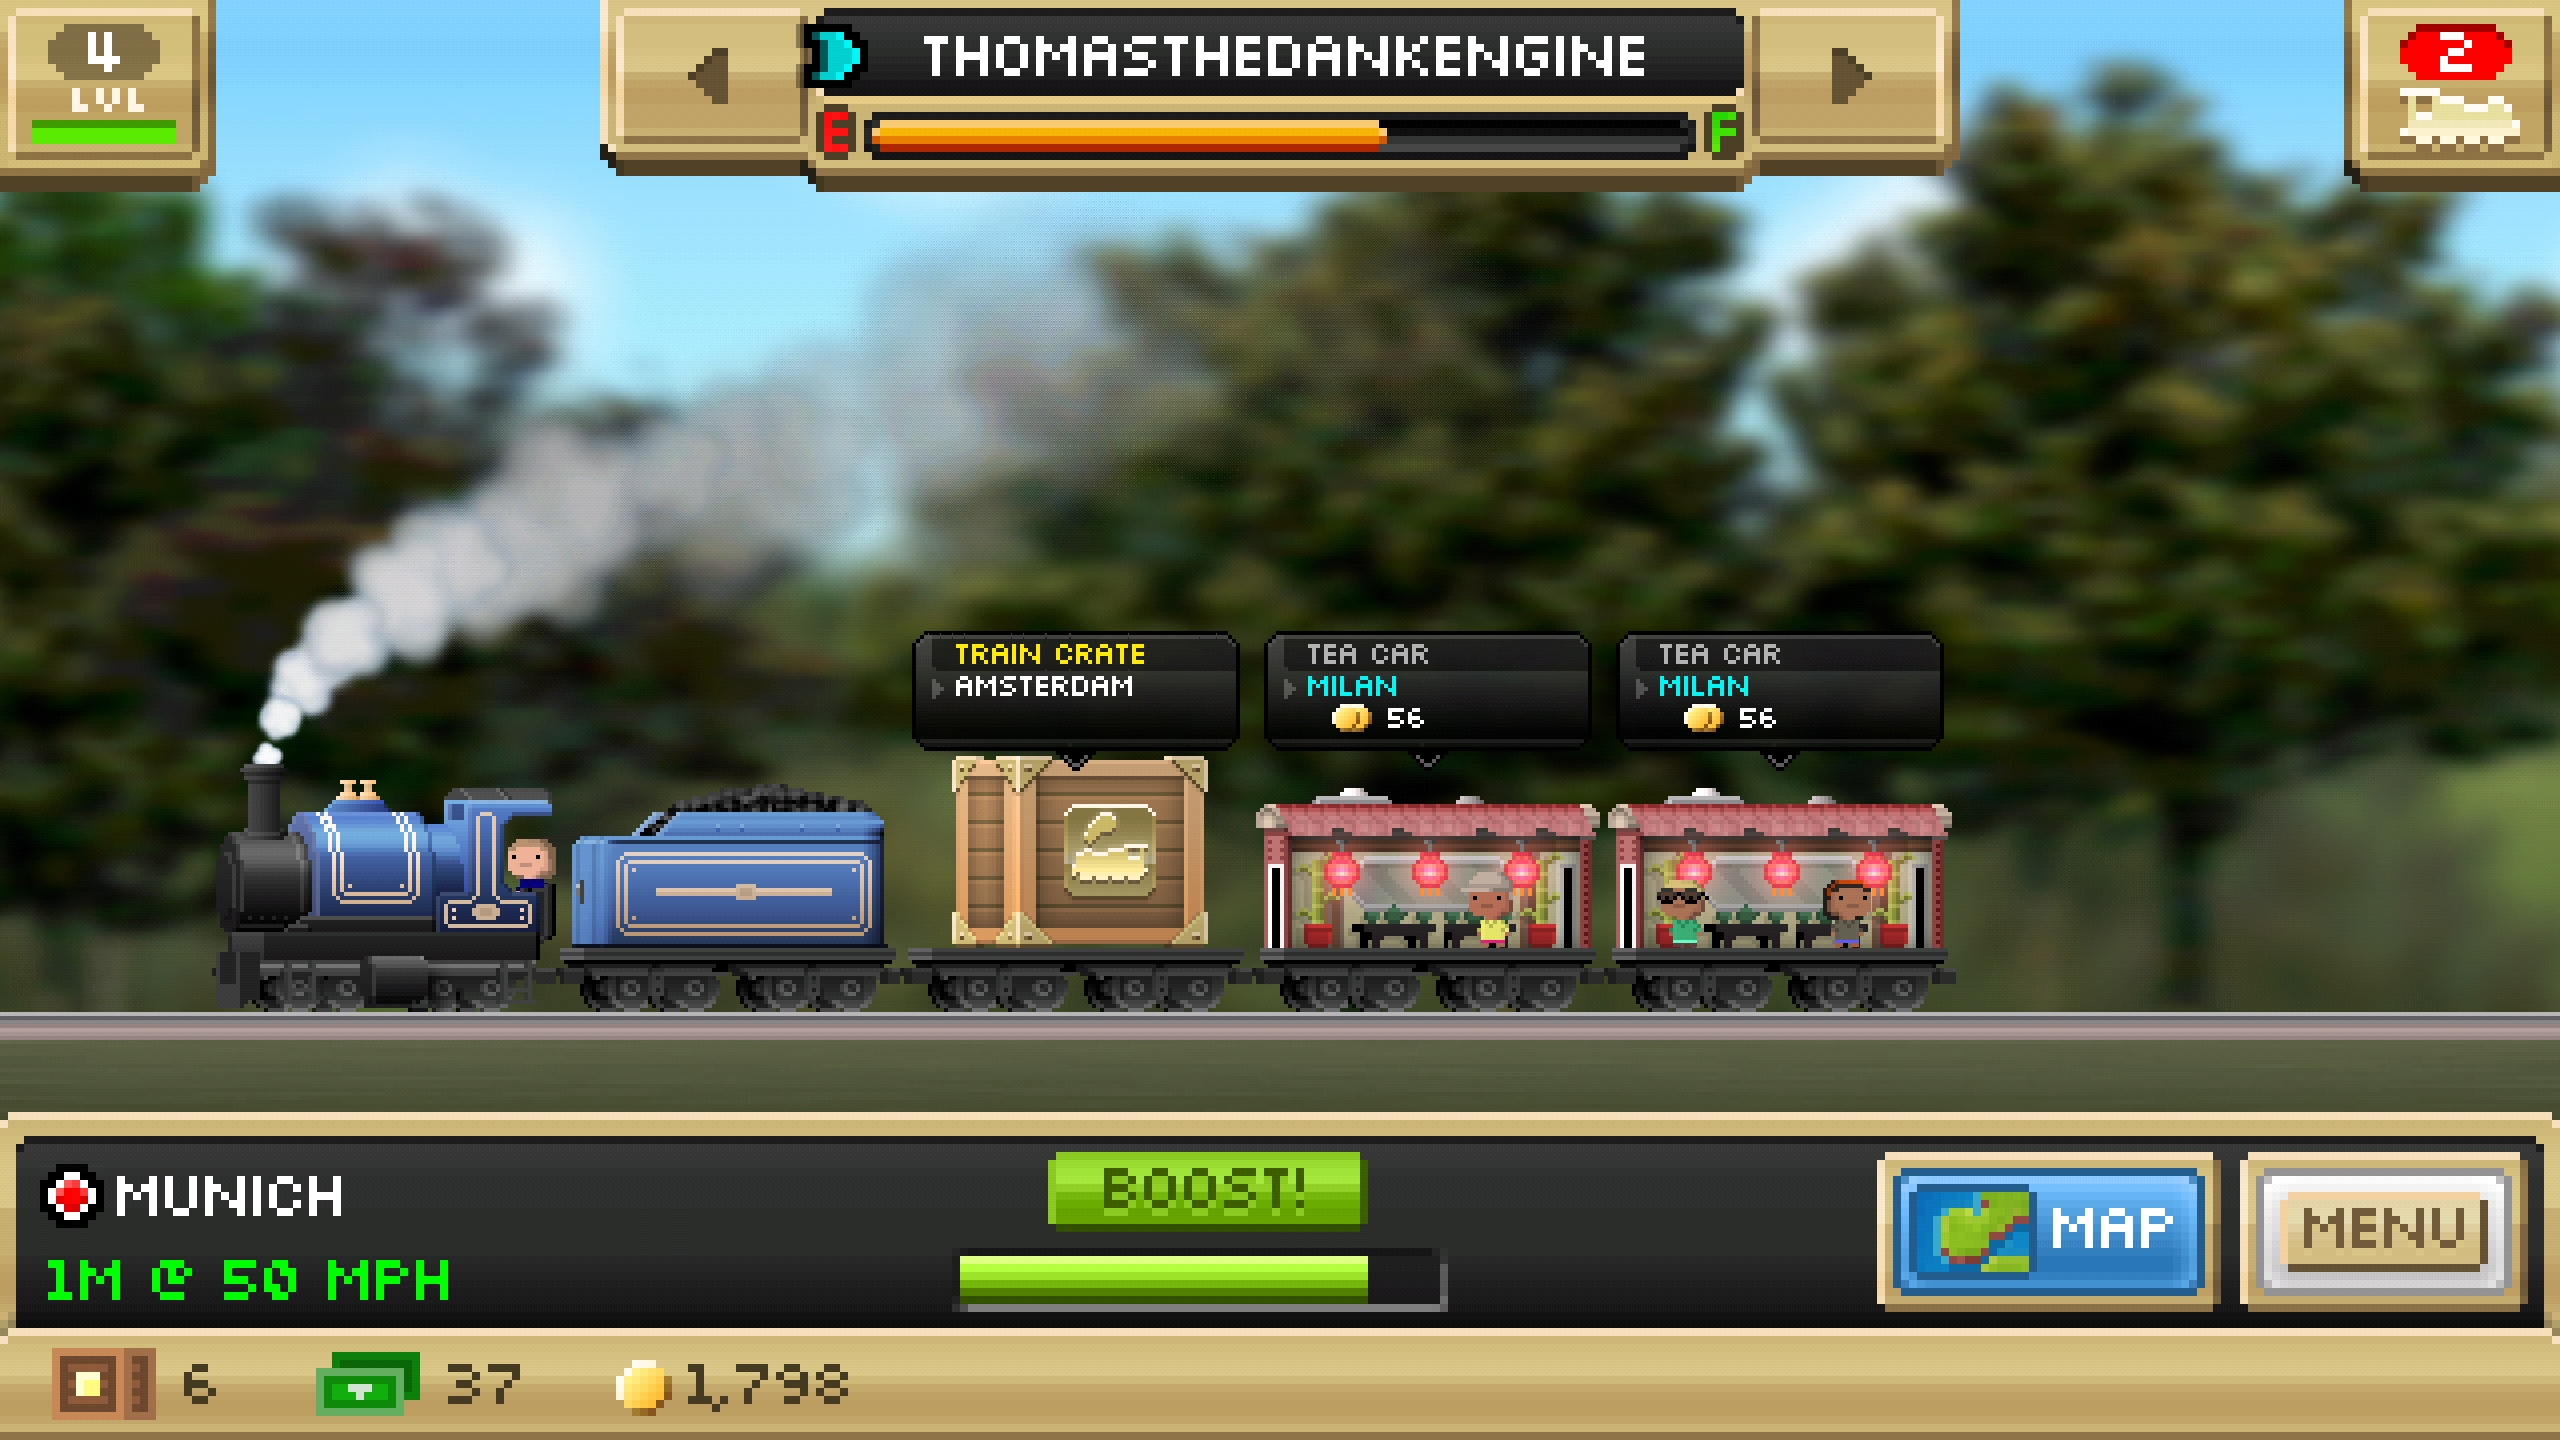 4
LVL
THOMASTHEDANKENGINE
E F
2
TRAIN CRATE
AMSTERDAM
TEA CAR
MILAN
56
TEA CAR
MILAN
56
MUNICH
1M @ 50 MPH
BOOST!
MAP
MENU
6
37
1,798